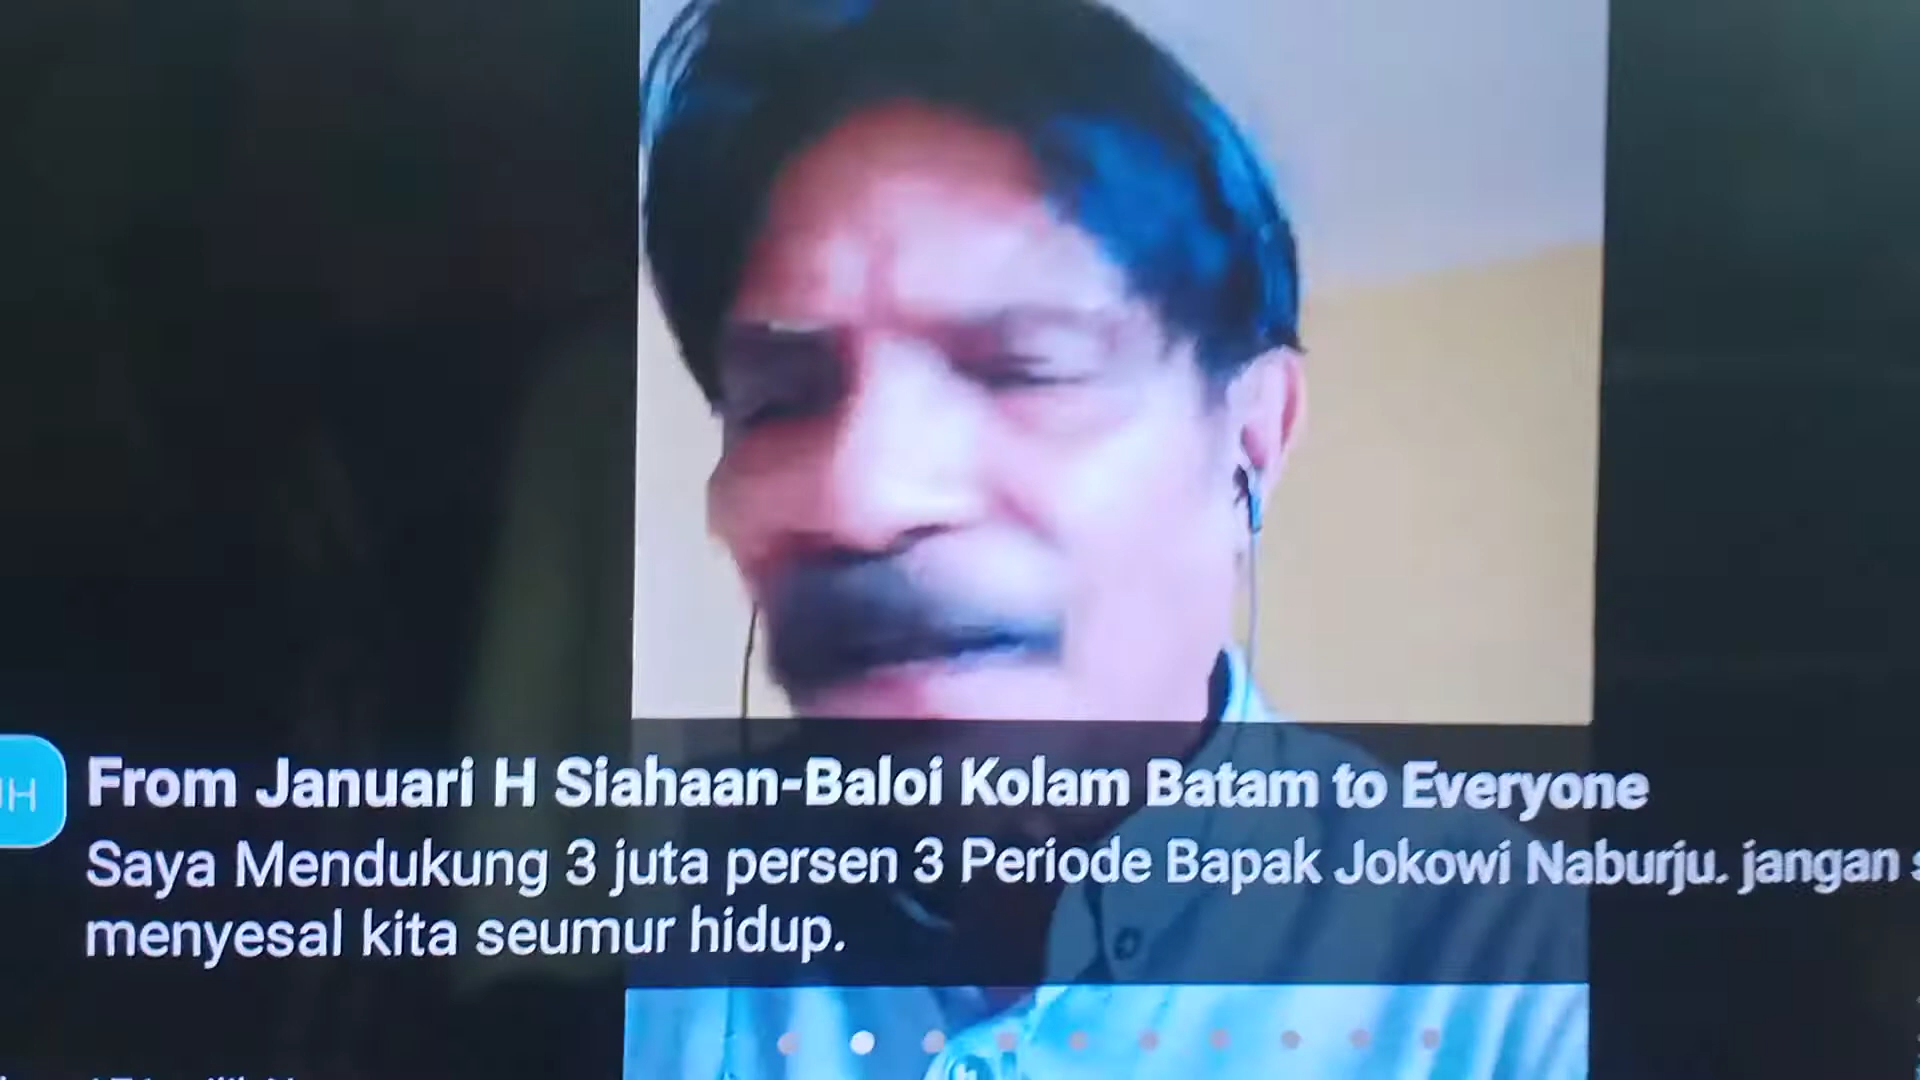 JH
From Januari H Siahaan-Baloi Kolam Batam to Everyone
Saya Mendukung 3 juta persen 3 Periode Bapak Jokowi Naburju. jangan
menyesal kita seumur hidup.